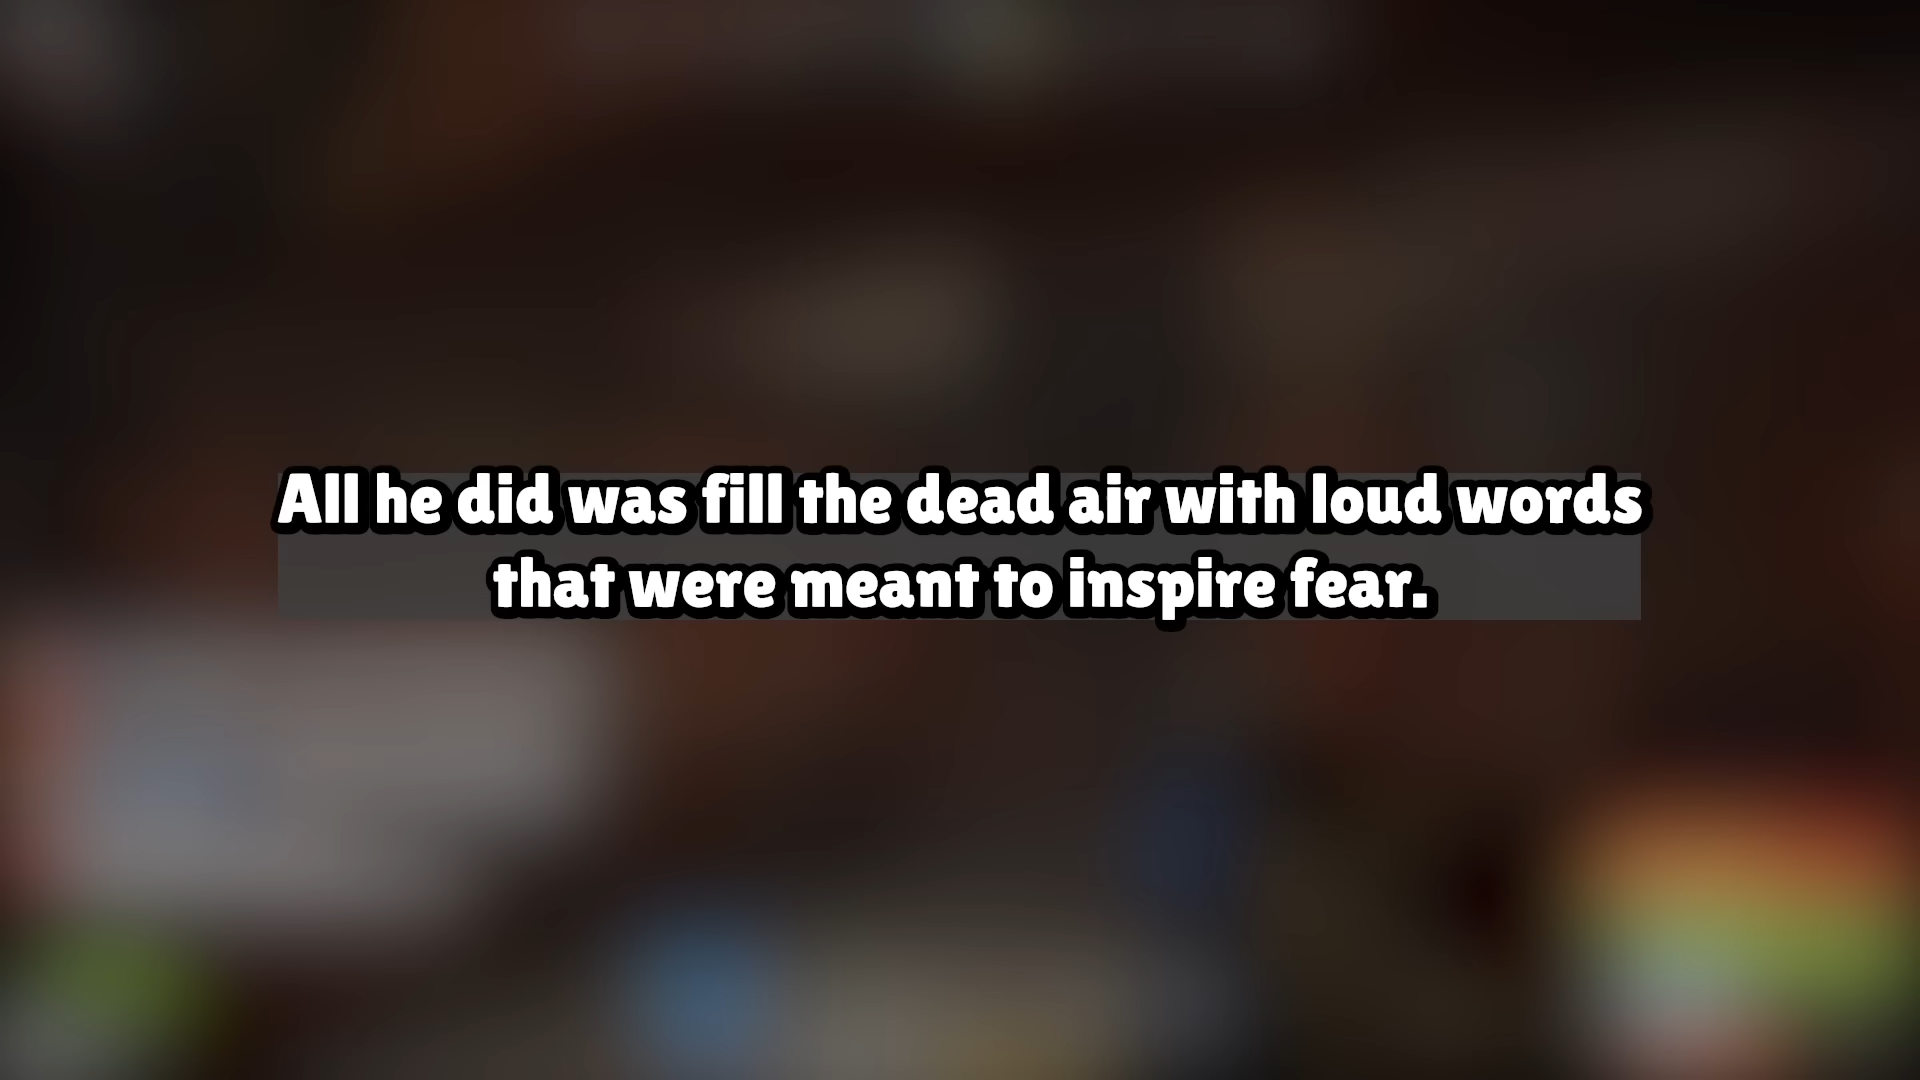 All he did was fill the dead air with loud words
that were meant to inspire fear.